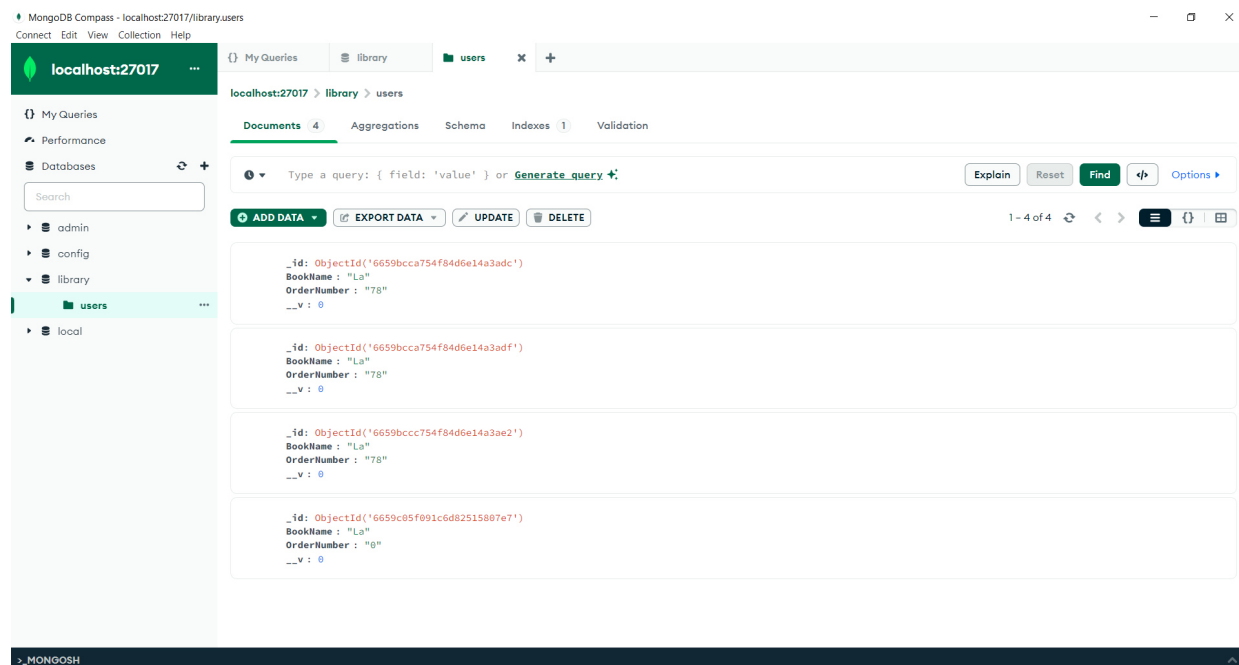 MongoDB Compass - localhost:27017/library.users
Connect Edit View Collection Help
localhost:27017 ...
{} My Queries
Performance
Databases
Search
admin
config
library
users ...
local
{} My Queries library users
localhost:27017 > library > users
Documents 4 Aggregations Schema Indexes 1 Validation
Type a query: { field: 'value' } or Generate query
Explain Reset Find </> Options
ADD DATA EXPORT DATA UPDATE DELETE
1 – 4 of 4 {}
_id: ObjectId('6659bcca754f84d6e14a3adc')
BookName : "La"
OrderNumber : "78"
__v : 0
_id: ObjectId('6659bcca754f84d6e14a3adf')
BookName : "La"
OrderNumber : "78"
__v : 0
_id: ObjectId('6659bccc754f84d6e14a3ae2')
BookName : "La"
OrderNumber : "78"
__v : 0
_id: ObjectId('6659c05f091c6d82515807e7')
BookName : "La"
OrderNumber : "0"
__v : 0
>_MONGOSH